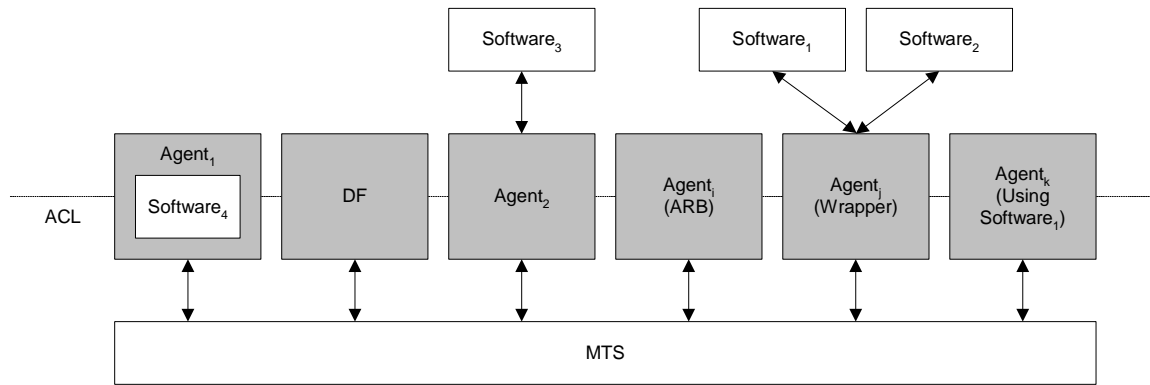 Software₃
Software₁
Software₂
Agent₁
Software₄
DF
Agent₂
Agentᵢ
(ARB)
Agentⱼ
(Wrapper)
Agentₖ
(Using
Software₁)
ACL
MTS